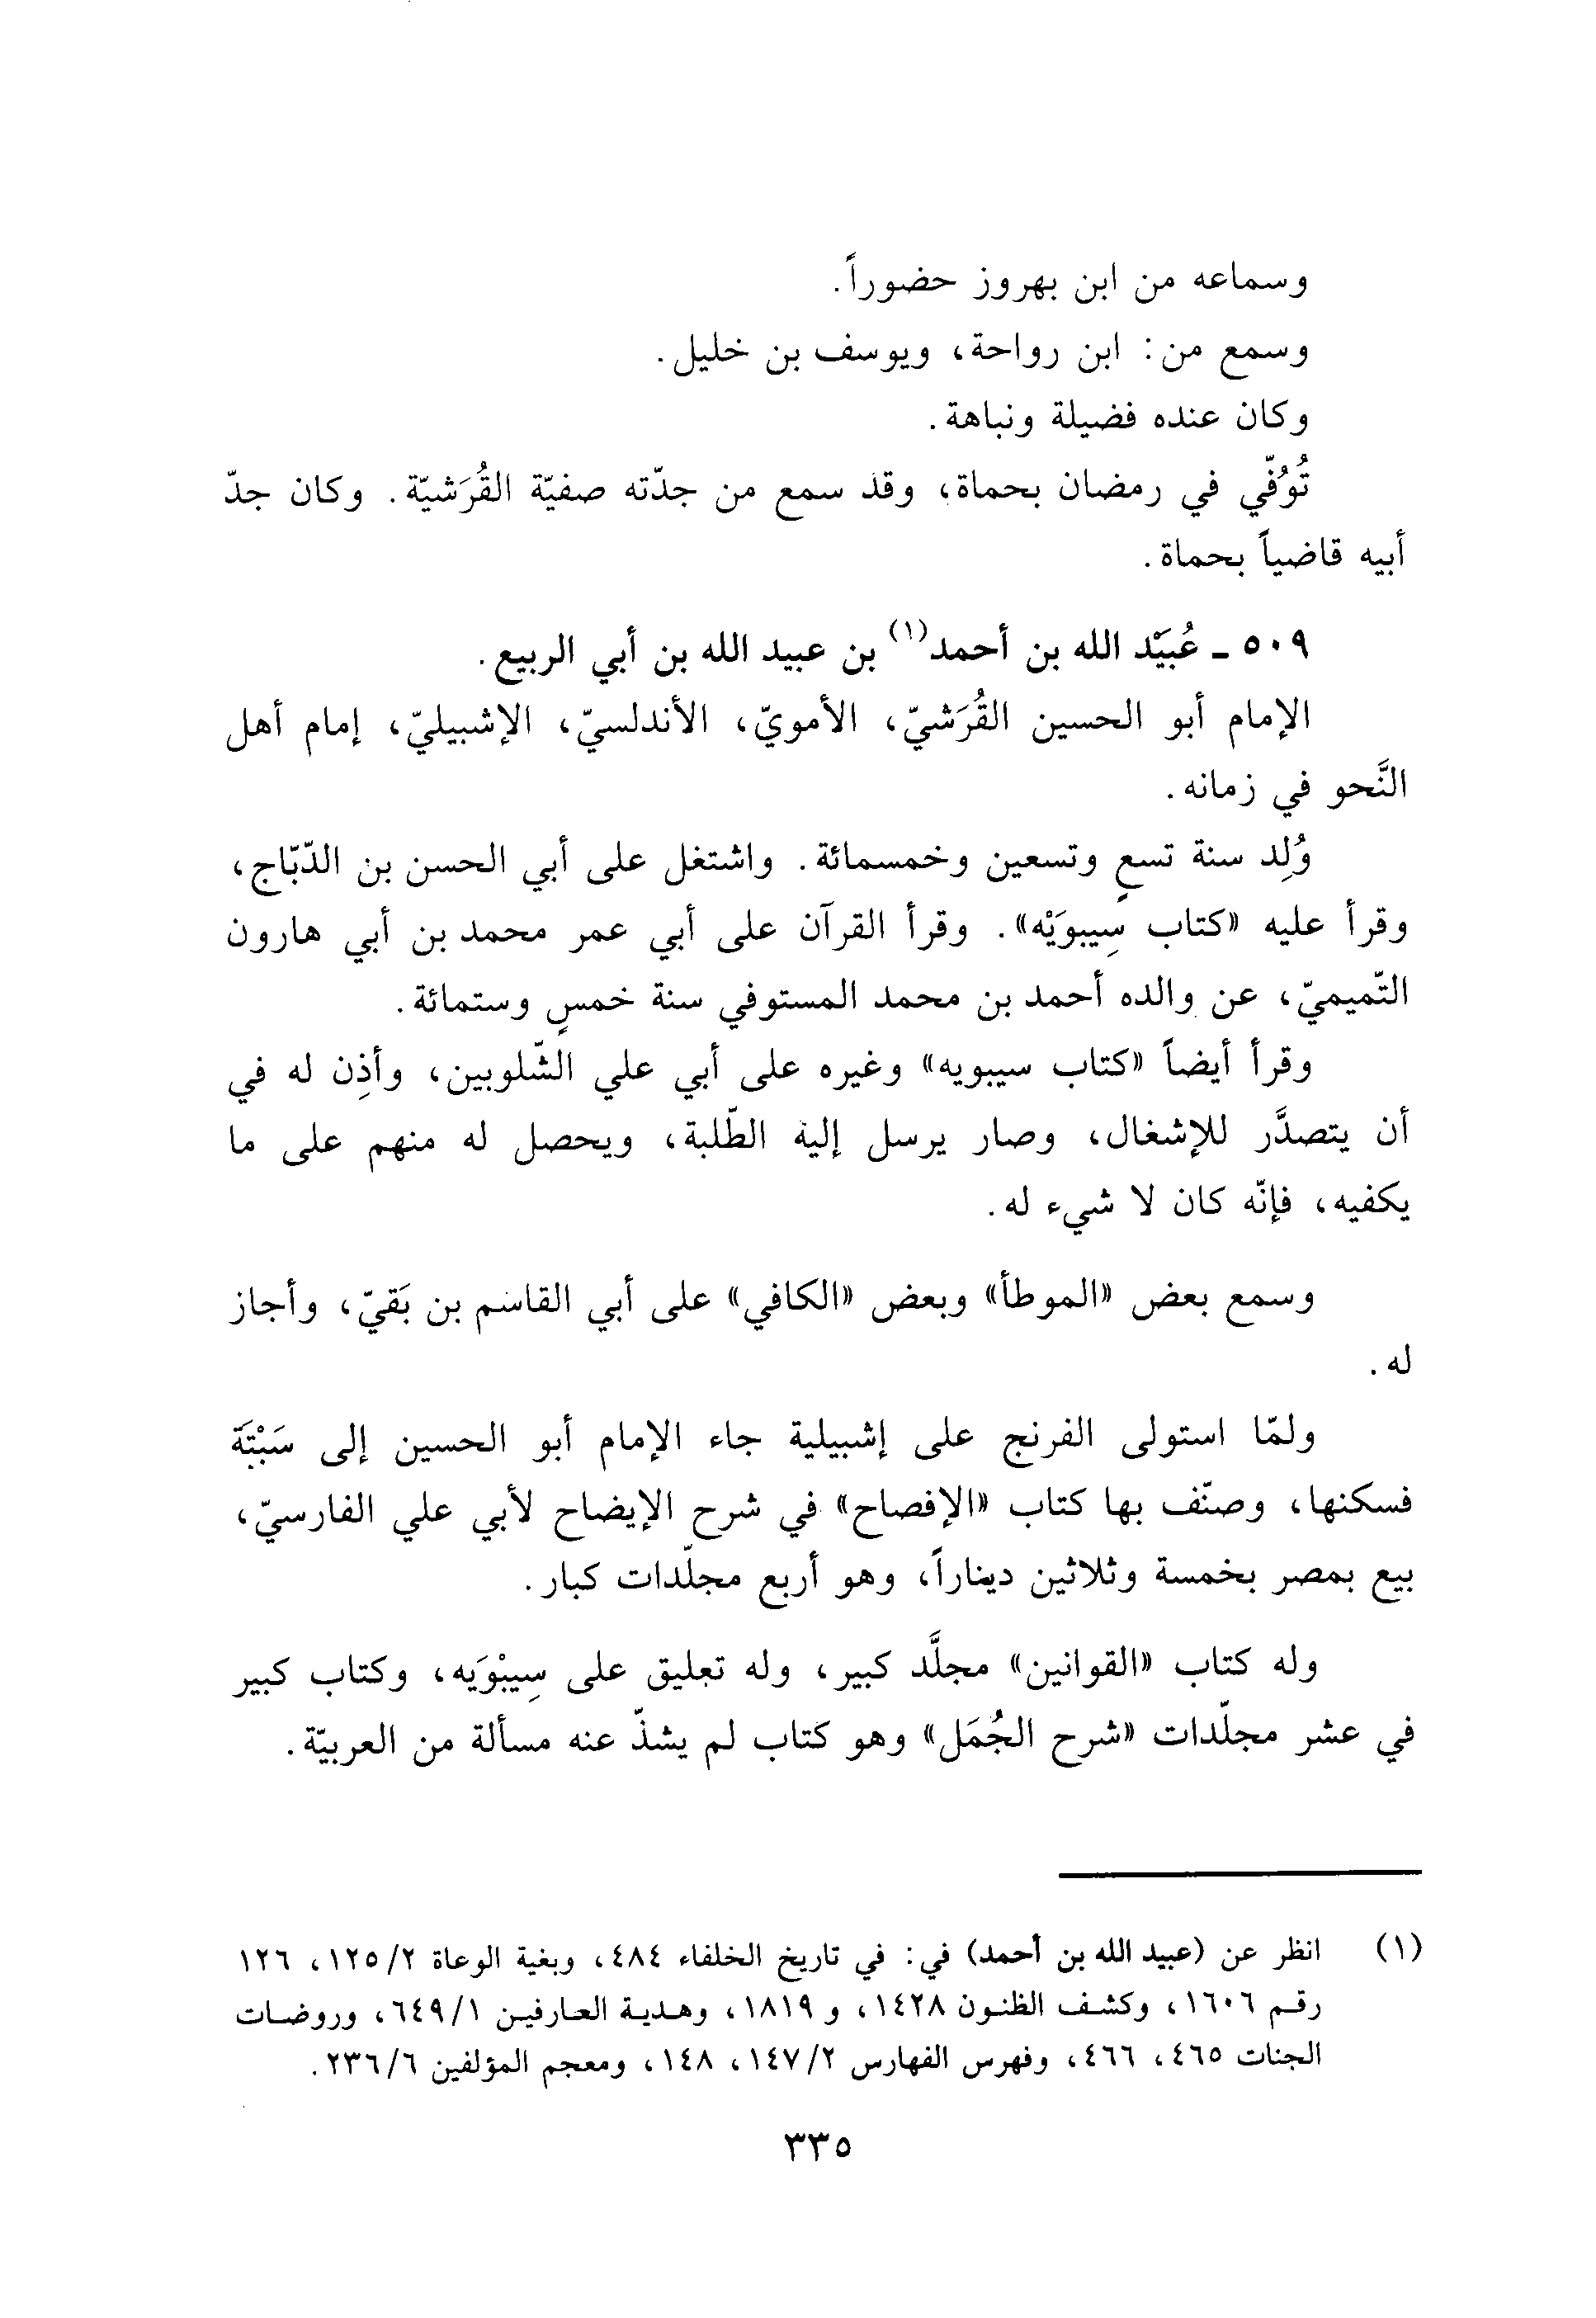 وسماعه من ابن بهروز حضوراً.
وسمع من: ابن رواحة، ويوسف بن خليل.
وكان عنده فضيلة ونباهة.
تُوُفّي في رمضان بحماة، وقد سمع من جدّته صفيّة القُرَشيّة. وكان جدّ
أبيه قاضياً بحماة.
٥٠٩ ـ عُبَيْد الله بن أحمد(١) بن عبيد الله بن أبي الربيع.
الإمام أبو الحسين القُرَشيّ، الأمويّ، الأندلسيّ، الإشبيليّ، إمام أهل
النَّحو في زمانه.
وُلِد سنة تسعٍ وتسعين وخمسمائة. واشتغل على أبي الحسن بن الدّبّاج،
وقرأ عليه «كتاب سِيبوَيْه». وقرأ القرآن على أبي عمر محمد بن أبي هارون
التّميميّ، عن والده أحمد بن محمد المستوفي سنة خمسٍ وستمائة.
وقرأ أيضاً «كتاب سيبويه» وغيره على أبي علي الشّلوبين، وأذِن له في
أن يتصدَّر للإشغال، وصار يرسل إليه الطّلبة، ويحصل له منهم على ما
يكفيه، فإنّه كان لا شيء له.
وسمع بعض «الموطأ» وبعض «الكافي» على أبي القاسم بن بَقيّ، وأجاز
له.
ولمّا استولى الفرنج على إشبيلية جاء الإمام أبو الحسين إلى سَبْتَة
فسكنها، وصنّف بها كتاب «الإفصاح» في شرح الإيضاح لأبي علي الفارسيّ،
بيع بمصر بخمسة وثلاثين ديناراً، وهو أربع مجلّدات كبار.
وله كتاب «القوانين» مجلَّد كبير، وله تعليق على سِيبْوَيه، وكتاب كبير
في عشر مجلّدات «شرح الجُمَل» وهو كتاب لم يشذّ عنه مسألة من العربيّة.
(١) انظر عن (عبيد الله بن أحمد) في: في تاريخ الخلفاء ٤٨٤، وبغية الوعاة ١٢٥/٢، ١٢٦
رقم ١٦٠٦، وكشف الظنون ١٤٢٨، و ١٨١٩، وهدية العارفين ٦٤٩/١، وروضات
الجنات ٤٦٥، ٤٦٦، وفهرس الفهارس ١٤٧/٢، ١٤٨، ومعجم المؤلفين ٢٣٦/٦.
٣٣٥